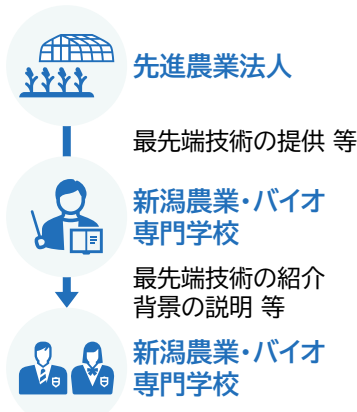 先進農業法人
最先端技術の提供 等
新潟農業・バイオ
専門学校
最先端技術の紹介
背景の説明 等
新潟農業・バイオ
専門学校